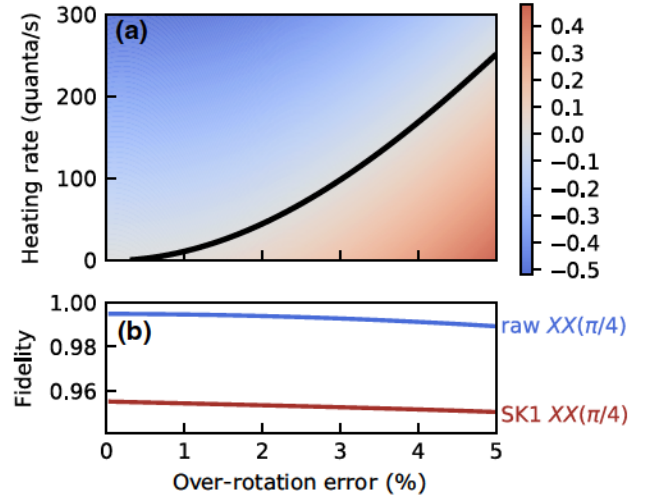 (a)
Heating rate (quanta/s)
300
200
100
0
0.4
0.3
0.2
0.1
0.0
−0.1
−0.2
−0.3
−0.4
−0.5
(b)
Fidelity
1.00
0.98
0.96
raw XX(π/4)
SK1 XX(π/4)
0 1 2 3 4 5
Over-rotation error (%)